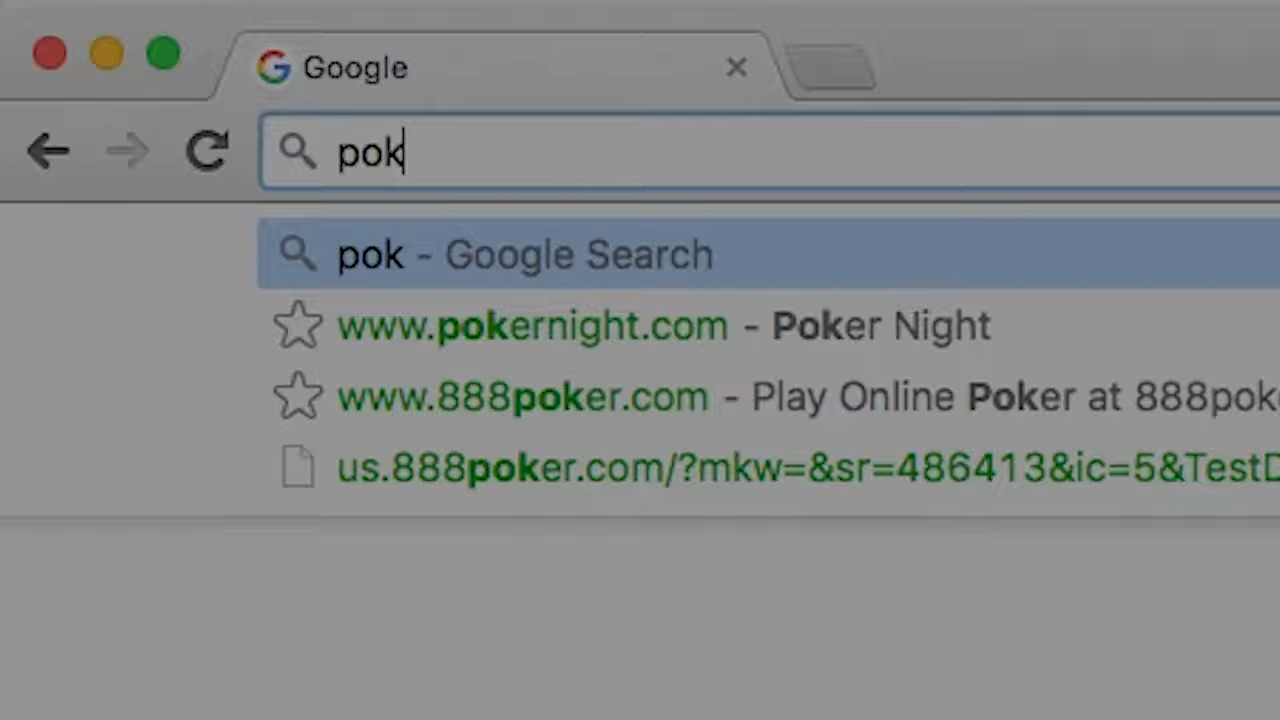 Google
pok
pok - Google Search
www.pokernight.com - Poker Night
www.888poker.com - Play Online Poker at 888pok
us.888poker.com/?mkw=&sr=486413&ic=5&Test